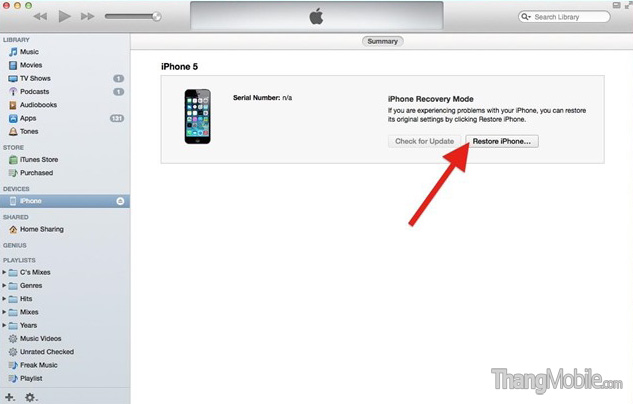 Search Library
Summary
LIBRARY
Music
Movies
TV Shows 1
Podcasts 1
Audiobooks
Apps 131
Tones
STORE
iTunes Store
Purchased
DEVICES
iPhone
SHARED
Home Sharing
GENIUS
PLAYLISTS
C's Mixes
Genres
Hits
Mixes
Years
Music Videos
Unrated Checked
Freak Music
Playlist
iPhone 5
Serial Number: n/a
iPhone Recovery Mode
If you are experiencing problems with your iPhone, you can restore
its original settings by clicking Restore iPhone.
Check for Update
Restore iPhone...
ThangMobile.com